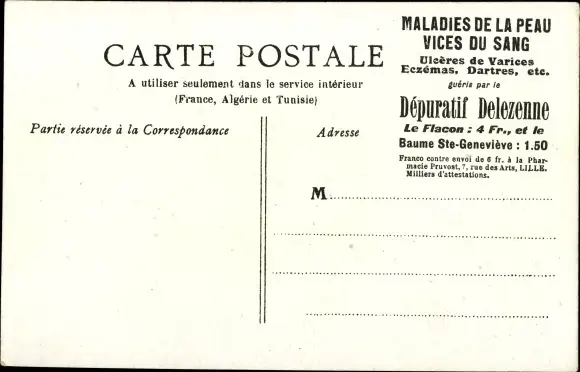 CARTE POSTALE
A utiliser seulement dans le service intérieur
(France, Algérie et Tunisie)
Partie réservée à la Correspondance
Adresse
MALADIES DE LA PEAU
VICES DU SANG
Ulcères de Varices
Eczémas, Dartres, etc.
guéris par le
Dépuratif Delezenne
Le Flacon : 4 Fr., et le
Baume Ste-Geneviève : 1.50
Franco contre envoi de 6 fr. à la Phar-
macie Pruvost, 7, rue des Arts, LILLE.
Milliers d'attestations.
M